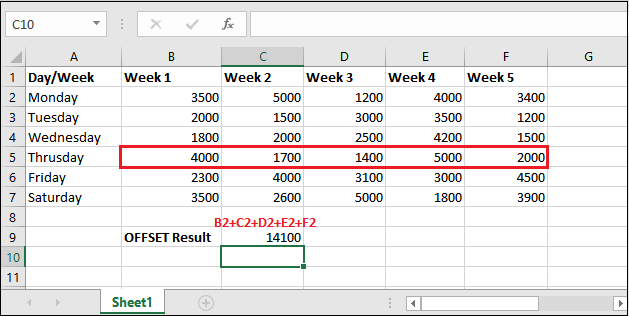 C10 fx
A B C D E F G
1 Day/Week Week 1 Week 2 Week 3 Week 4 Week 5
2 Monday 3500 5000 1200 4000 3400
3 Tuesday 2000 1500 3000 3500 1200
4 Wednesday 1800 2000 2500 4200 1500
5 Thrusday 4000 1700 1400 5000 2000
6 Friday 2300 4000 3100 3000 4500
7 Saturday 3500 2600 5000 1800 3900
8 B2+C2+D2+E2+F2
9 OFFSET Result 14100
10
11
Sheet1